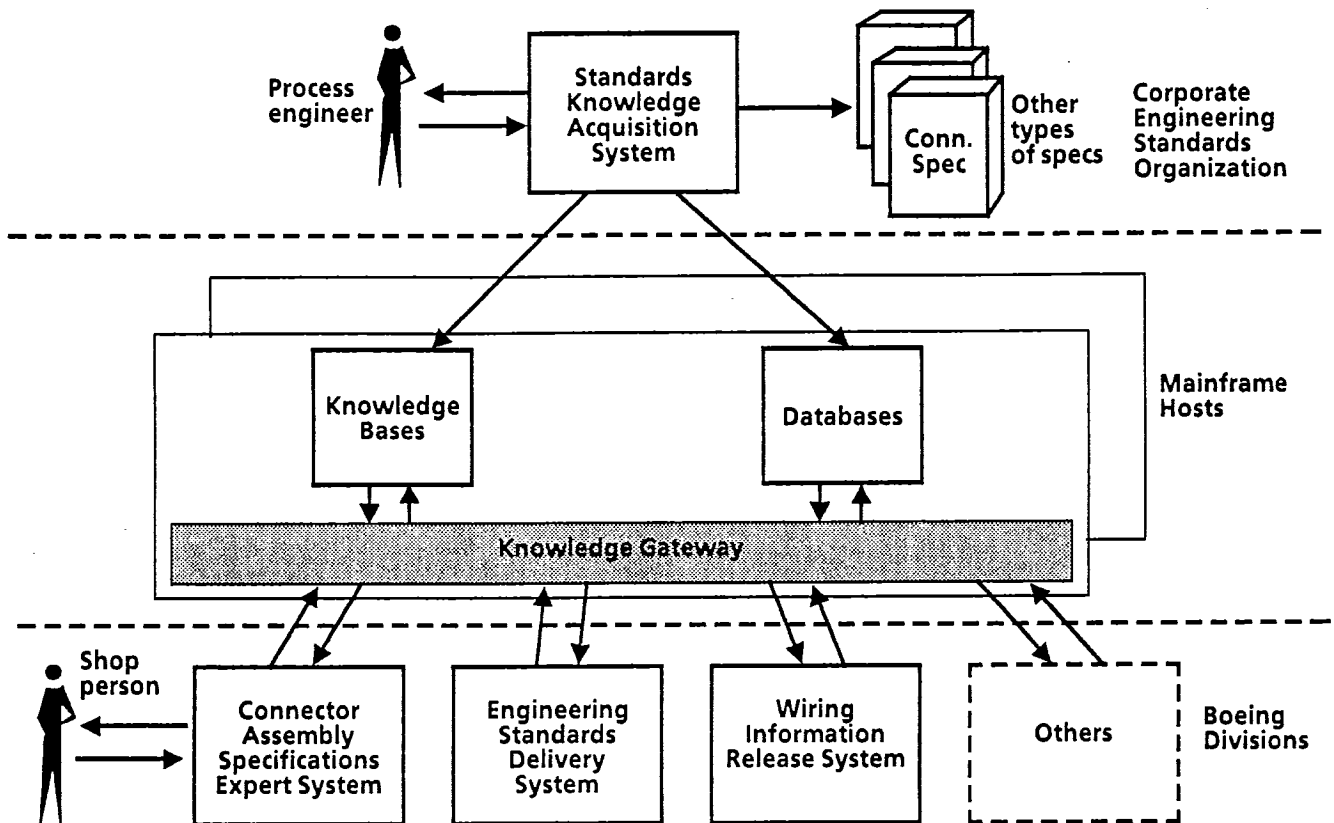 Process
engineer
Standards
Knowledge
Acquisition
System
Conn.
Spec
Other
types
of specs
Corporate
Engineering
Standards
Organization
Knowledge
Bases
Databases
Mainframe
Hosts
Knowledge Gateway
Shop
person
Connector
Assembly
Specifications
Expert System
Engineering
Standards
Delivery
System
Wiring
Information
Release System
Others
Boeing
Divisions